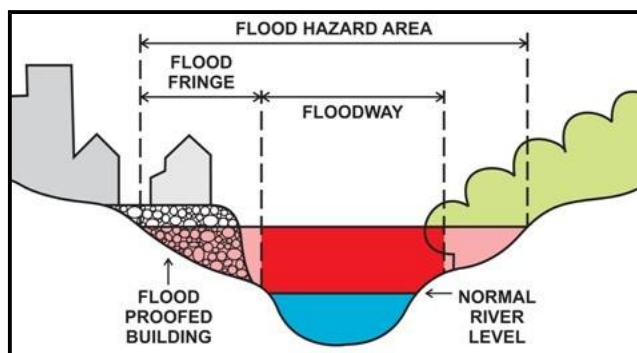 FLOOD HAZARD AREA
FLOOD
FRINGE
FLOODWAY
FLOOD
PROOFED
BUILDING
NORMAL
RIVER
LEVEL